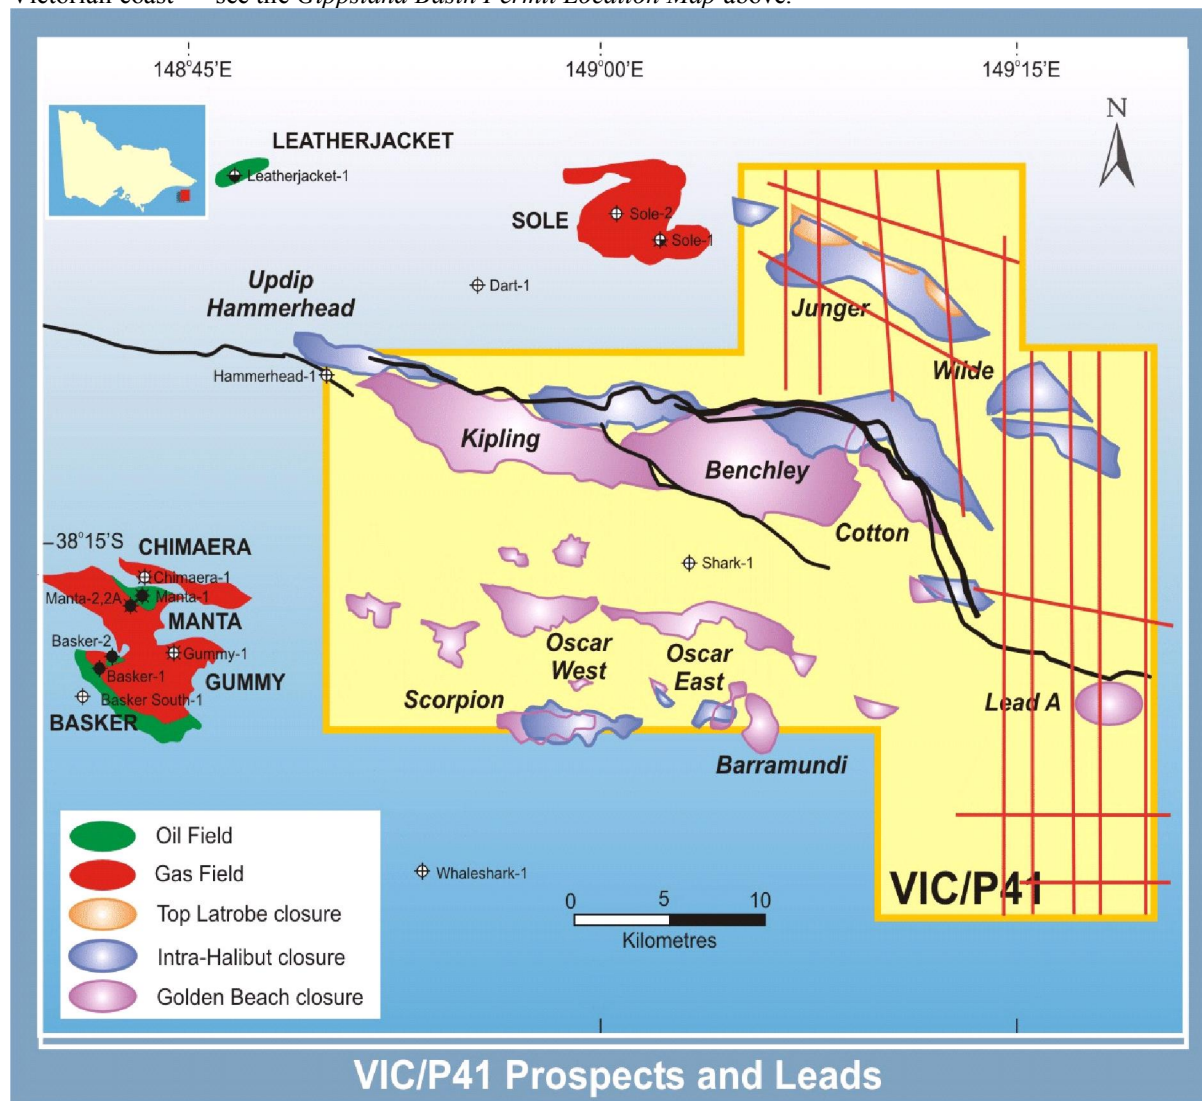 Victorian coast — see the Gippsland Basin Permit Location Map above.
148°45'E
149°00'E
149°15'E
N
LEATHERJACKET
Leatherjacket-1
SOLE
Sole-2
Sole-1
Updip
Hammerhead
Dart-1
Junger
Hammerhead-1
Wilde
Kipling
Benchley
Cotton
38°15'S
CHIMAERA
Chimaera-1
Manta-2,2A
Manta-1
MANTA
Shark-1
Basker-2
Gummy-1
Basker-1
GUMMY
Basker South-1
BASKER
Oscar
West
Oscar
East
Scorpion
Lead A
Barramundi
Oil Field
Gas Field
Top Latrobe closure
Intra-Halibut closure
Golden Beach closure
Whaleshark-1
0 5 10
Kilometres
VIC/P41
VIC/P41 Prospects and Leads